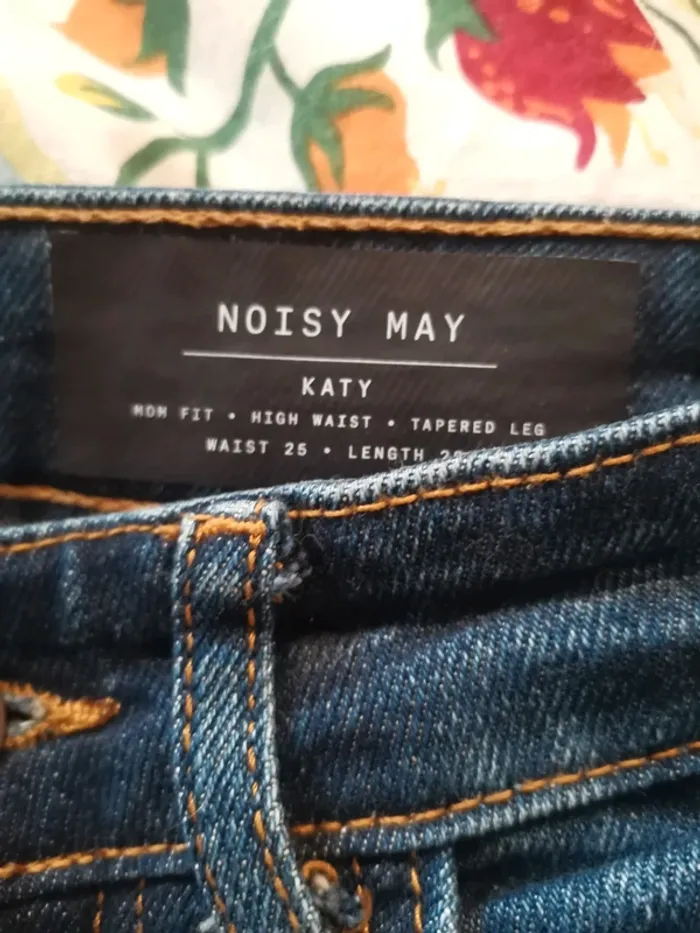 NOISY MAY
KATY
MOM FIT • HIGH WAIST • TAPERED LEG
WAIST 25 • LENGTH